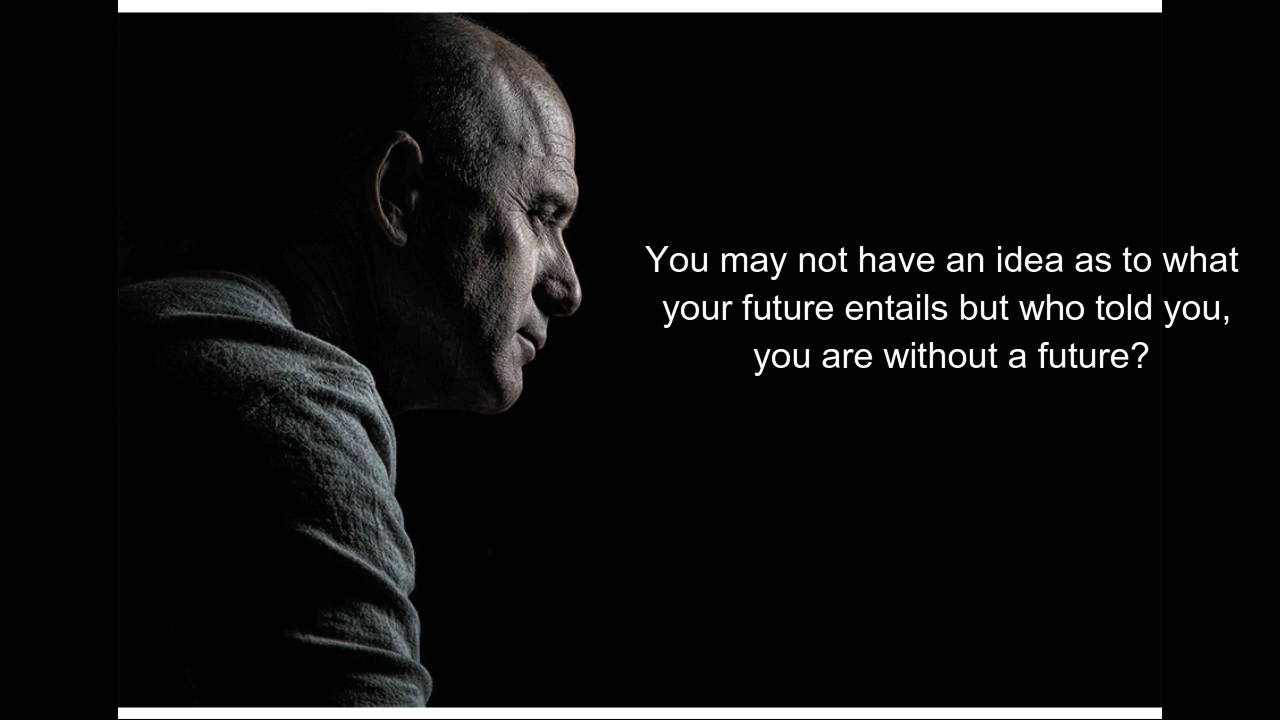 You may not have an idea as to what
your future entails but who told you,
you are without a future?